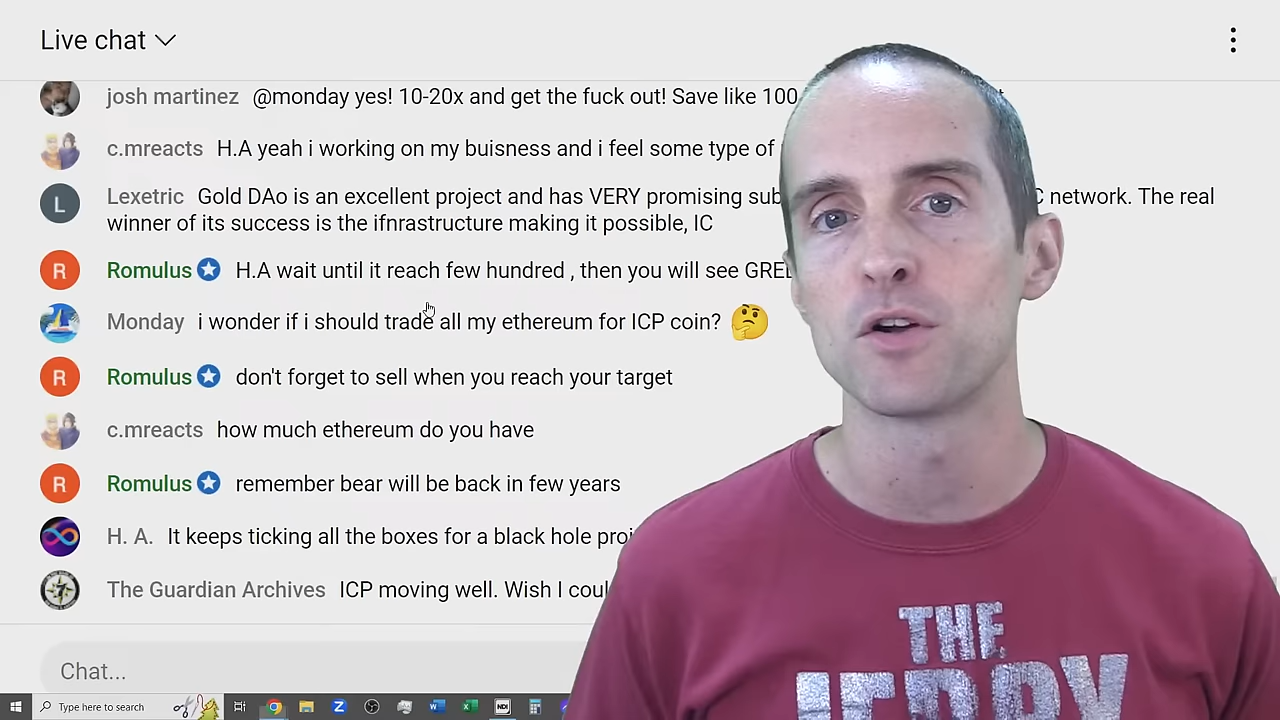 Live chat
josh martinez @monday yes! 10-20x and get the fuck out! Save like 100
c.mreacts H.A yeah i working on my buisness and i feel some type of
L Lexetric Gold DAo is an excellent project and has VERY promising network. The real
winner of its success is the ifnrastructure making it possible, IC
R Romulus H.A wait until it reach few hundred , then you will see
Monday i wonder if i should trade all my ethereum for ICP coin? 🤔
R Romulus don't forget to sell when you reach your target
c.mreacts how much ethereum do you have
R Romulus remember bear will be back in few years
H. A. It keeps ticking all the boxes for a black hole
The Guardian Archives ICP moving well. Wish I
Chat...
Type here to search
THE
JERRY